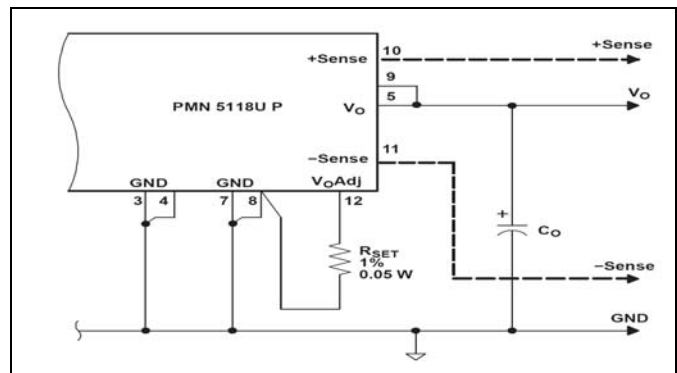 +Sense
10
+Sense
9
PMN 5118U P
VO
5
VO
11
−Sense
GND
GND
VOAdj
3
4
7
8
12
+
CO
RSET
1%
0.05 W
−Sense
GND